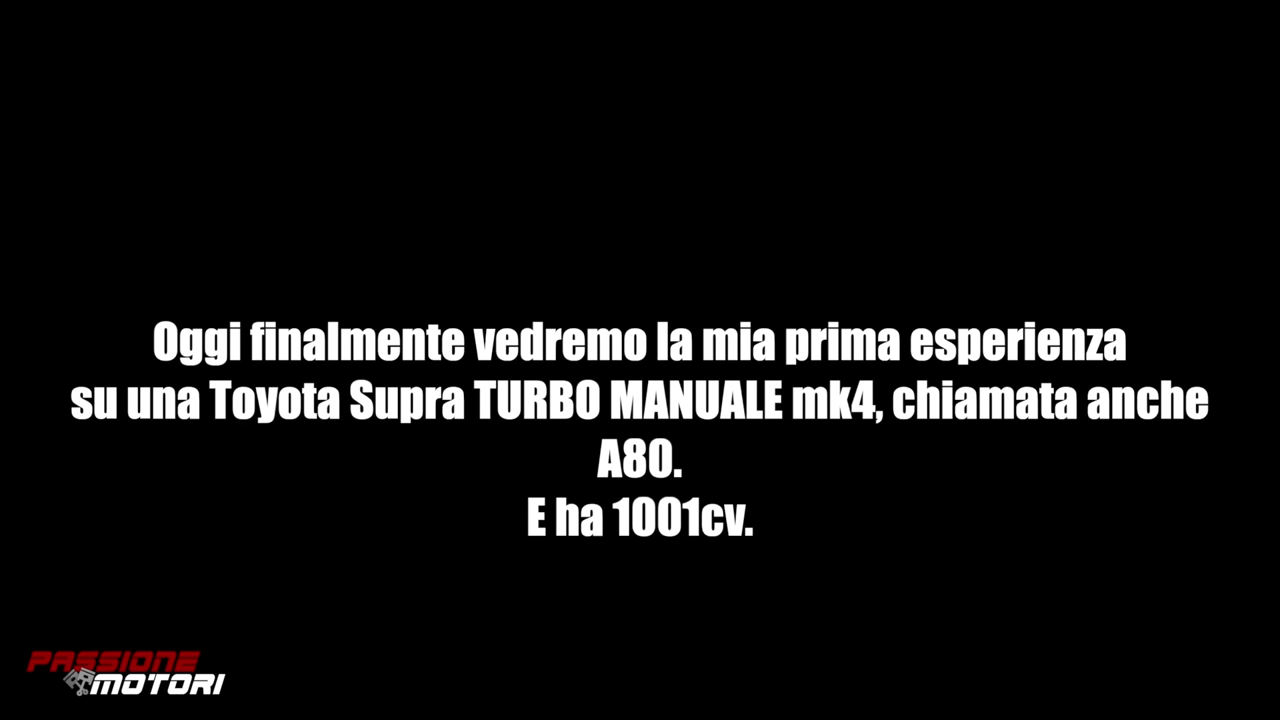 Oggi finalmente vedremo la mia prima esperienza
su una Toyota Supra TURBO MANUALE mk4, chiamata anche
A80.
E ha 1001cv.
PASSIONE
MOTORI